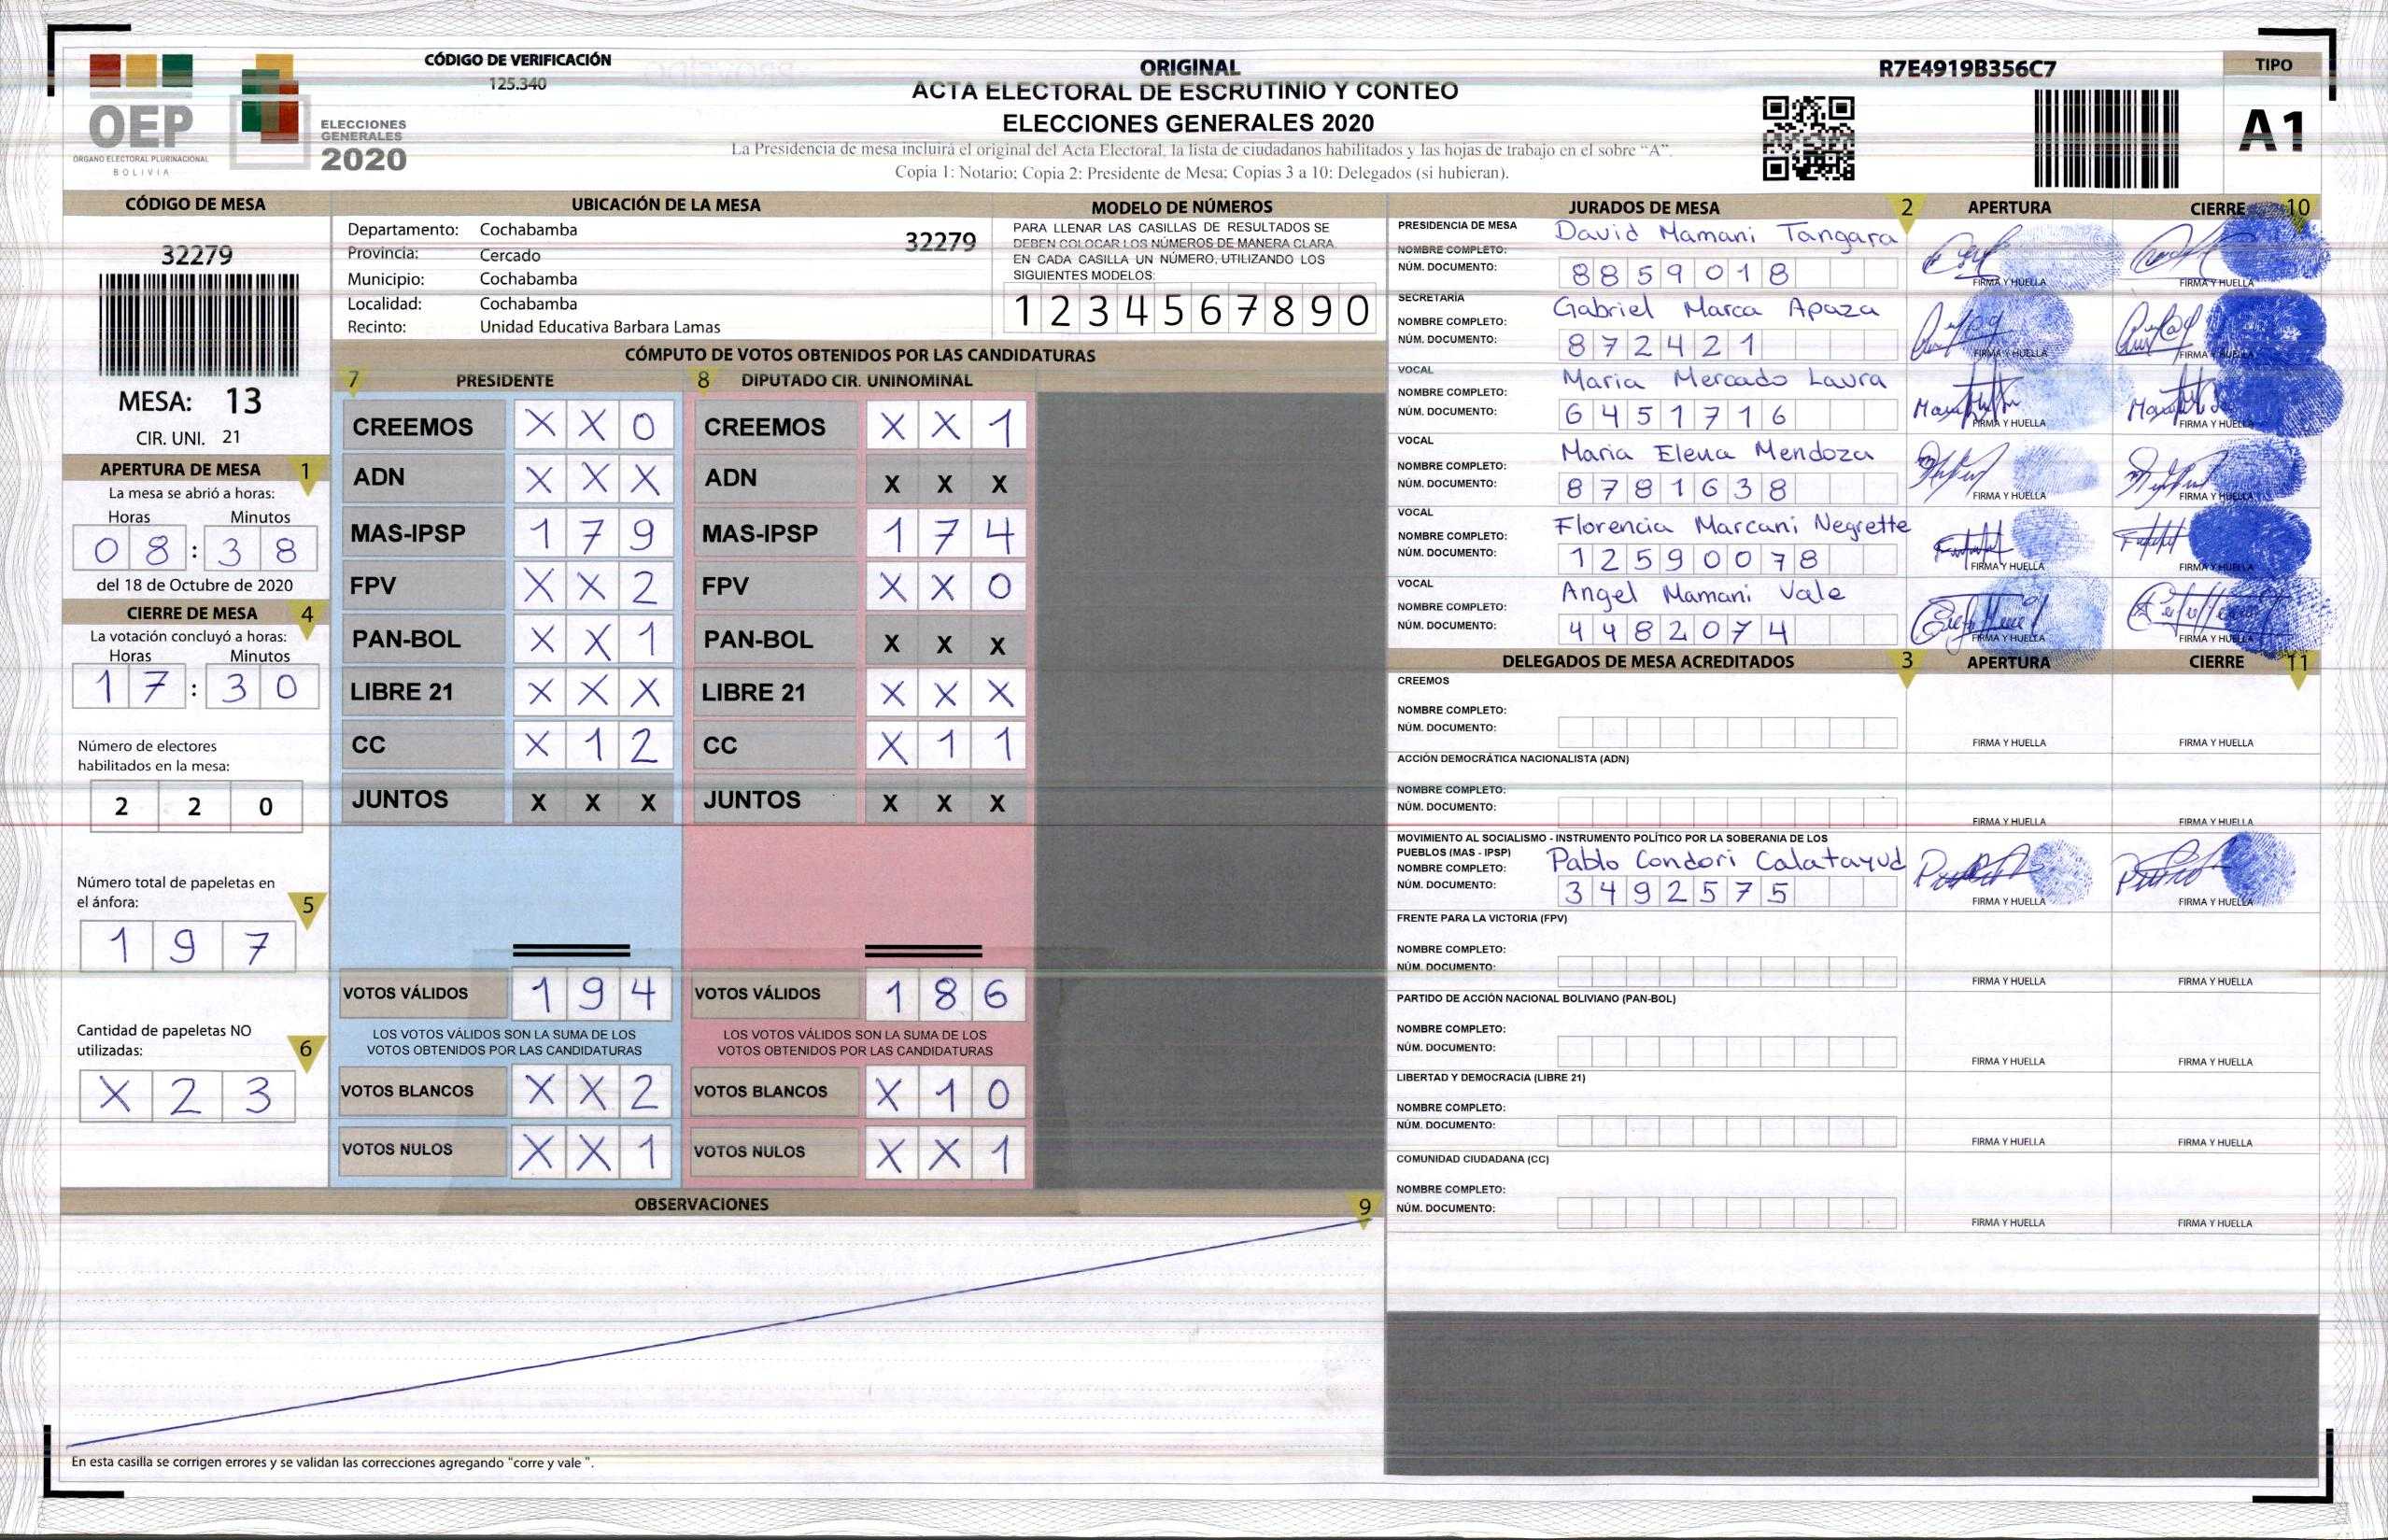 CÓDIGO DE VERIFICACIÓN
125.340
OEP
ÓRGANO ELECTORAL PLURINACIONAL
BOLIVIA
ELECCIONES
GENERALES
2020
ORIGINAL
ACTA ELECTORAL DE ESCRUTINIO Y CONTEO
ELECCIONES GENERALES 2020
La Presidencia de mesa incluirá el original del Acta Electoral, la lista de ciudadanos habilitados y las hojas de trabajo en el sobre "A".
Copia 1: Notario; Copia 2: Presidente de Mesa; Copias 3 a 10: Delegados (si hubieran).
R7E4919B356C7
TIPO
A1
CÓDIGO DE MESA
32279
MESA: 13
CIR. UNI. 21
APERTURA DE MESA 1
La mesa se abrió a horas:
Horas Minutos
08:38
del 18 de Octubre de 2020
CIERRE DE MESA 4
La votación concluyó a horas:
Horas Minutos
17:30
Número de electores
habilitados en la mesa:
2 2 0
Número total de papeletas en
el ánfora:
5
1 9 7
Cantidad de papeletas NO
utilizadas:
6
X 2 3
UBICACIÓN DE LA MESA
Departamento: Cochabamba
32279
Provincia: Cercado
Municipio: Cochabamba
Localidad: Cochabamba
Recinto: Unidad Educativa Barbara Lamas
MODELO DE NÚMEROS
PARA LLENAR LAS CASILLAS DE RESULTADOS SE
DEBEN COLOCAR LOS NÚMEROS DE MANERA CLARA.
EN CADA CASILLA UN NÚMERO, UTILIZANDO LOS
SIGUIENTES MODELOS:
1 2 3 4 5 6 7 8 9 0
CÓMPUTO DE VOTOS OBTENIDOS POR LAS CANDIDATURAS
7 PRESIDENTE 8 DIPUTADO CIR. UNINOMINAL
CREEMOS X X 0 CREEMOS X X 1
ADN X X X ADN X X X
MAS-IPSP 1 7 9 MAS-IPSP 1 7 4
FPV X X 2 FPV X X 0
PAN-BOL X X 1 PAN-BOL X X X
LIBRE 21 X X X LIBRE 21 X X X
CC X 1 2 CC X 1 1
JUNTOS X X X JUNTOS X X X
VOTOS VÁLIDOS 1 9 4 VOTOS VÁLIDOS 1 8 6
LOS VOTOS VÁLIDOS SON LA SUMA DE LOS LOS VOTOS VÁLIDOS SON LA SUMA DE LOS
VOTOS OBTENIDOS POR LAS CANDIDATURAS VOTOS OBTENIDOS POR LAS CANDIDATURAS
VOTOS BLANCOS X X 2 VOTOS BLANCOS X 1 0
VOTOS NULOS X X 1 VOTOS NULOS X X 1
OBSERVACIONES 9
En esta casilla se corrigen errores y se validan las correcciones agregando "corre y vale ".
JURADOS DE MESA 2 APERTURA CIERRE 10
PRESIDENCIA DE MESA
NOMBRE COMPLETO: David Mamani Tangara
NÚM. DOCUMENTO: 8859018
FIRMA Y HUELLA FIRMA Y HUELLA
SECRETARÍA
NOMBRE COMPLETO: Gabriel Marca Apaza
NÚM. DOCUMENTO: 872421
FIRMA Y HUELLA FIRMA Y HUELLA
VOCAL
NOMBRE COMPLETO: Maria Mercado Laura
NÚM. DOCUMENTO: 6451716
FIRMA Y HUELLA FIRMA Y HUELLA
VOCAL
NOMBRE COMPLETO: Maria Elena Mendoza
NÚM. DOCUMENTO: 8781638
FIRMA Y HUELLA FIRMA Y HUELLA
VOCAL
NOMBRE COMPLETO: Florencia Marcani Negrette
NÚM. DOCUMENTO: 12590078
FIRMA Y HUELLA FIRMA Y HUELLA
VOCAL
NOMBRE COMPLETO: Angel Mamani Vale
NÚM. DOCUMENTO: 4482074
FIRMA Y HUELLA FIRMA Y HUELLA
DELEGADOS DE MESA ACREDITADOS 3 APERTURA CIERRE 11
CREEMOS
NOMBRE COMPLETO:
NÚM. DOCUMENTO:
FIRMA Y HUELLA FIRMA Y HUELLA
ACCIÓN DEMOCRÁTICA NACIONALISTA (ADN)
NOMBRE COMPLETO:
NÚM. DOCUMENTO:
FIRMA Y HUELLA FIRMA Y HUELLA
MOVIMIENTO AL SOCIALISMO - INSTRUMENTO POLÍTICO POR LA SOBERANIA DE LOS
PUEBLOS (MAS - IPSP)
NOMBRE COMPLETO: Pablo Condori Calatayud
NÚM. DOCUMENTO: 3492575
FIRMA Y HUELLA FIRMA Y HUELLA
FRENTE PARA LA VICTORIA (FPV)
NOMBRE COMPLETO:
NÚM. DOCUMENTO:
FIRMA Y HUELLA FIRMA Y HUELLA
PARTIDO DE ACCIÓN NACIONAL BOLIVIANO (PAN-BOL)
NOMBRE COMPLETO:
NÚM. DOCUMENTO:
FIRMA Y HUELLA FIRMA Y HUELLA
LIBERTAD Y DEMOCRACIA (LIBRE 21)
NOMBRE COMPLETO:
NÚM. DOCUMENTO:
FIRMA Y HUELLA FIRMA Y HUELLA
COMUNIDAD CIUDADANA (CC)
NOMBRE COMPLETO:
NÚM. DOCUMENTO:
FIRMA Y HUELLA FIRMA Y HUELLA